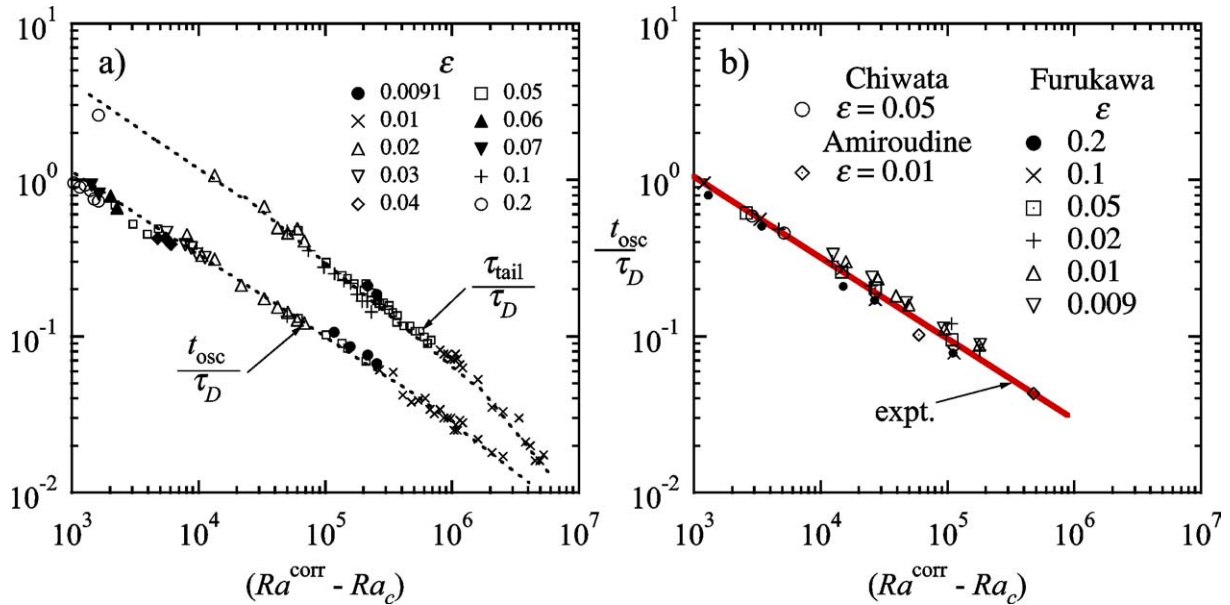 a)
ε
0.0091 0.05
0.01 0.06
0.02 0.07
0.03 0.1
0.04 0.2
τ_tail
τ_D
t_osc
τ_D
10^1
10^0
10^-1
10^-2
10^3 10^4 10^5 10^6 10^7
(Ra^corr - Ra_c)
b)
Chiwata
ε = 0.05
Amiroudine
ε = 0.01
Furukawa
ε
0.2
0.1
0.05
0.02
0.01
0.009
expt.
t_osc
τ_D
10^1
10^0
10^-1
10^-2
10^3 10^4 10^5 10^6 10^7
(Ra^corr - Ra_c)